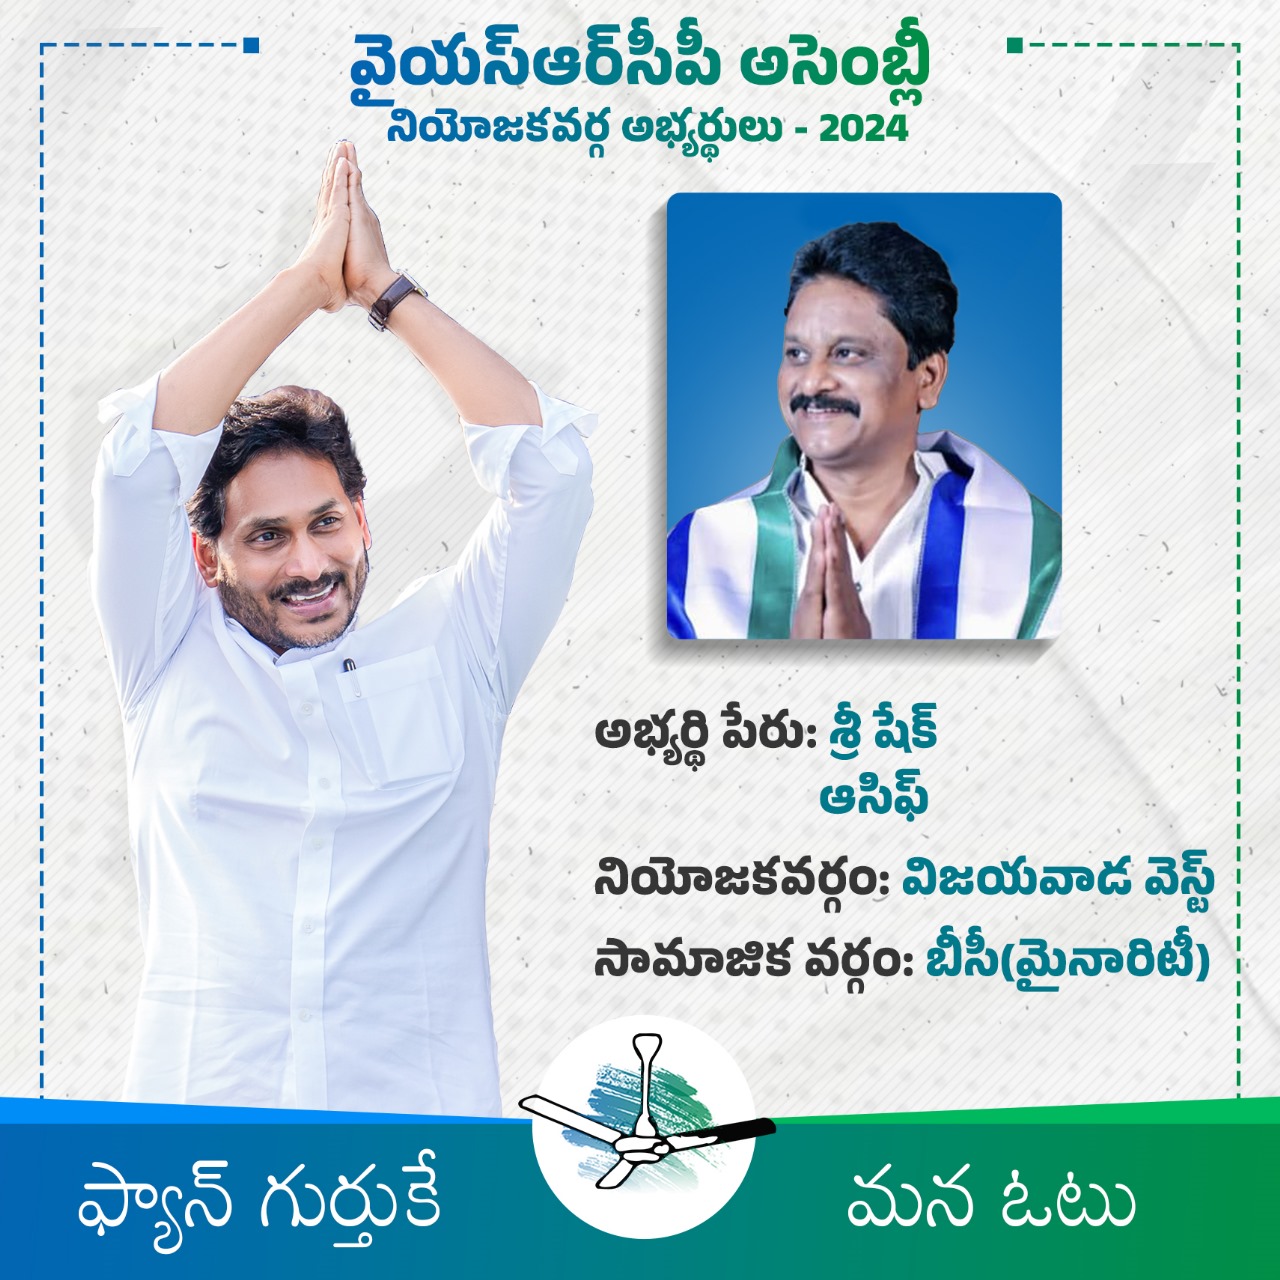 వైయస్ఆర్‌సీపీ అసెంబ్లీ
నియోజకవర్గ అభ్యర్థులు - 2024
అభ్యర్థి పేరు: శ్రీ షేక్
ఆసిఫ్
నియోజకవర్గం: విజయవాడ వెస్ట్
సామాజిక వర్గం: బీసీ(మైనారిటీ)
ఫ్యాన్ గుర్తుకే మన ఓటు